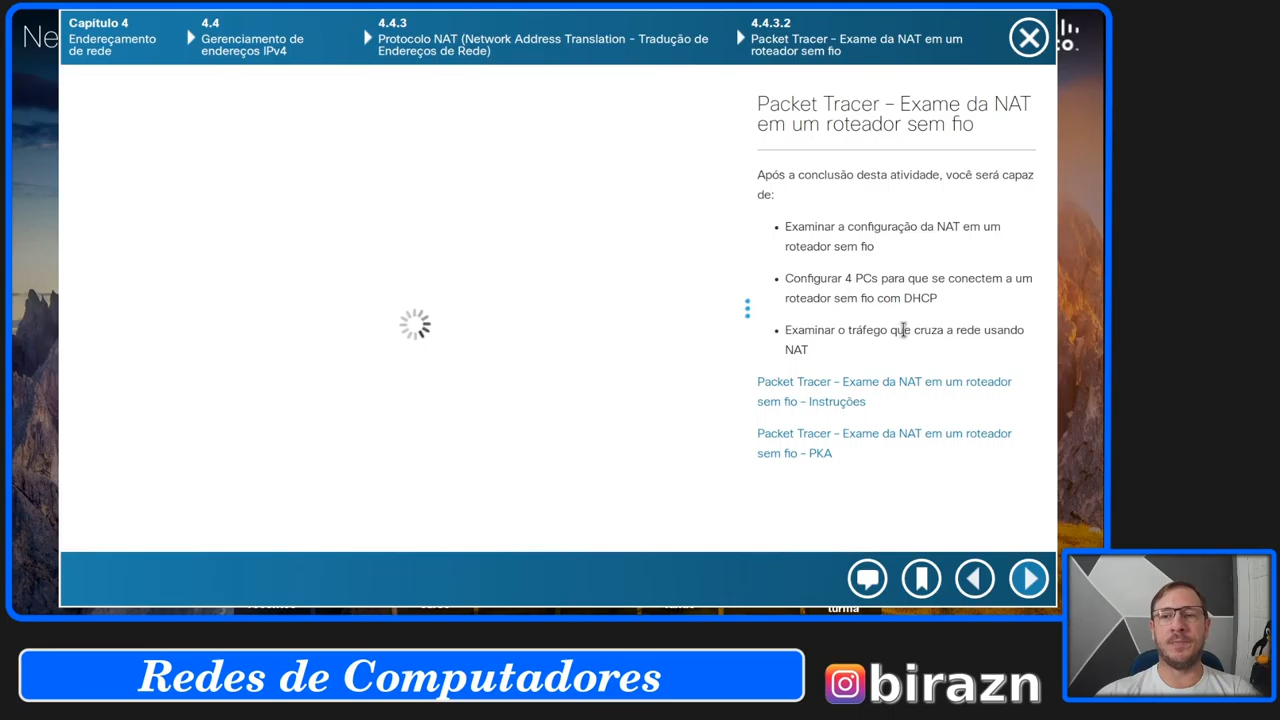 Ne
Capítulo 4
Endereçamento
de rede
4.4
Gerenciamento de
endereços IPv4
4.4.3
Protocolo NAT (Network Address Translation - Tradução de
Endereços de Rede)
4.4.3.2
Packet Tracer – Exame da NAT em um
roteador sem fio
Packet Tracer – Exame da NAT
em um roteador sem fio
Após a conclusão desta atividade, você será capaz
de:
• Examinar a configuração da NAT em um
roteador sem fio
• Configurar 4 PCs para que se conectem a um
roteador sem fio com DHCP
• Examinar o tráfego que cruza a rede usando
NAT
Packet Tracer – Exame da NAT em um roteador
sem fio – Instruções
Packet Tracer – Exame da NAT em um roteador
sem fio – PKA
turma
Redes de Computadores
birazn